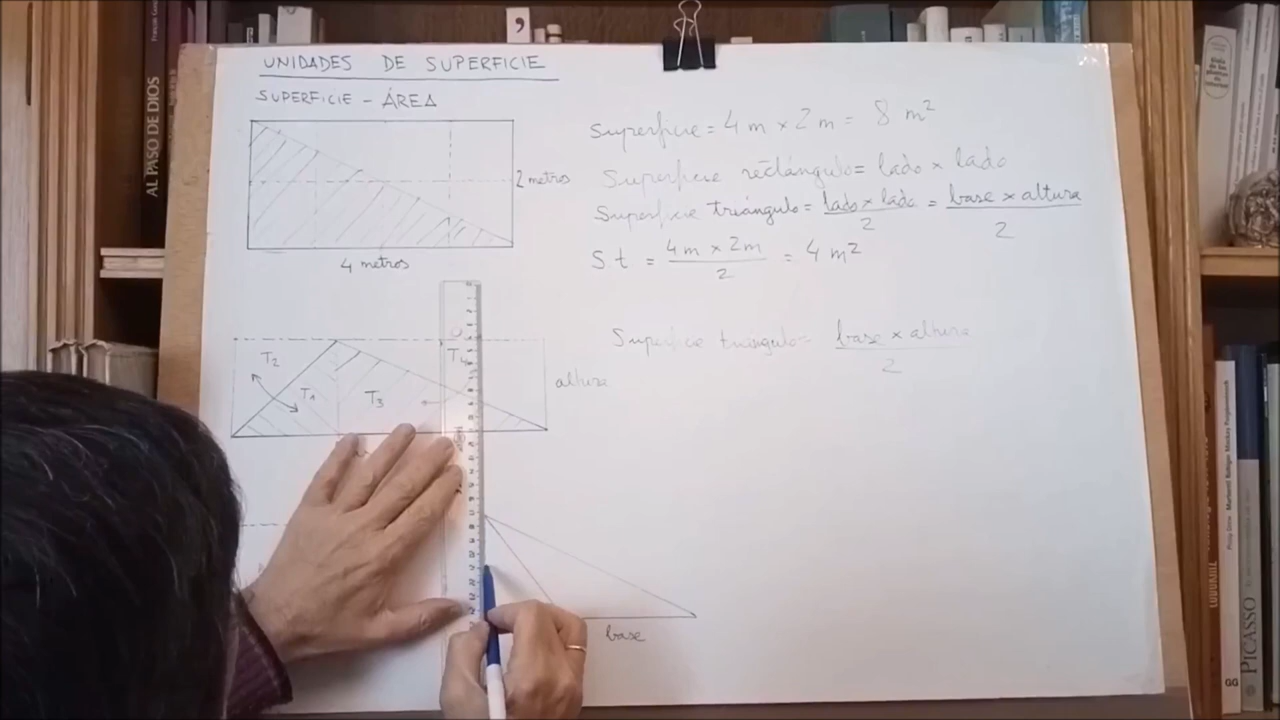 UNIDADES DE SUPERFICIE
SUPERFICIE - ÁREA
2 metros
4 metros
Superficie = 4 m x 2 m = 8 m²
Superficie rectángulo = lado x lado
Superficie triángulo = lado x lado / 2 = base x altura / 2
S.t = 4 m x 2 m / 2 = 4 m²
Superficie triángulo = base x altura / 2
T2
T1
T3
T4
altura
base
AL PASO DE DIOS
PICASSO